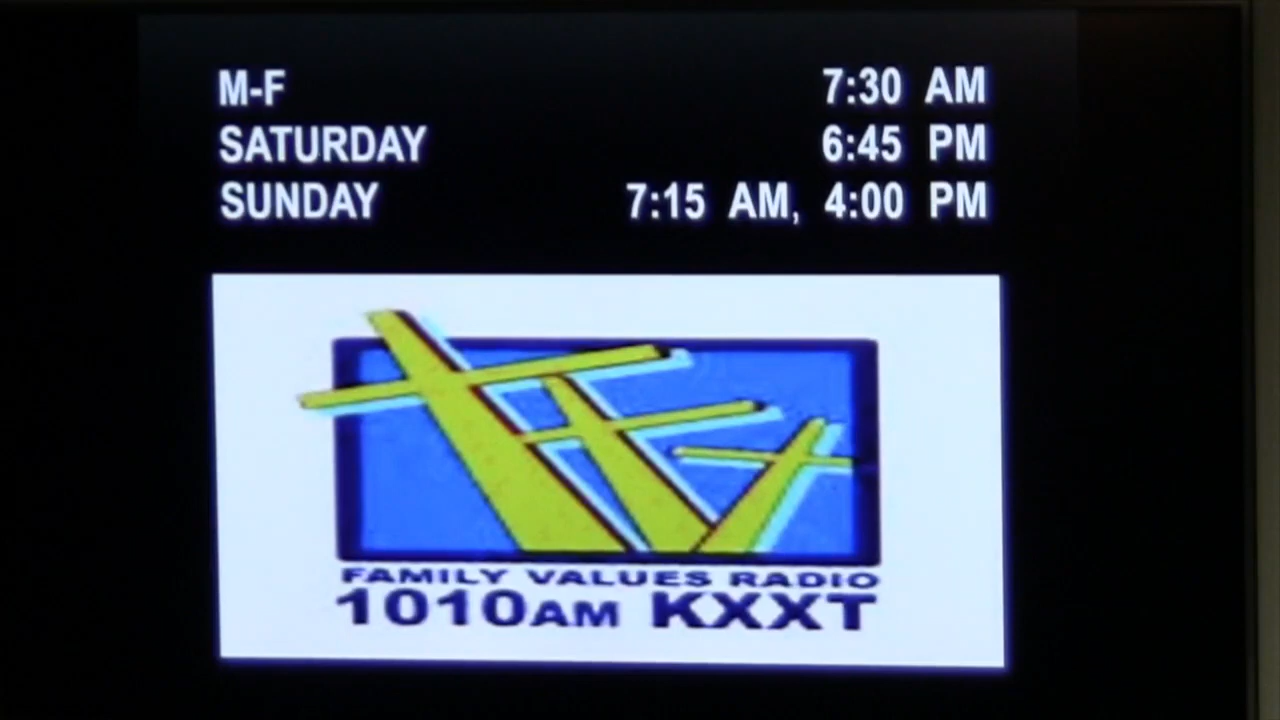 M-F 7:30 AM
SATURDAY 6:45 PM
SUNDAY 7:15 AM, 4:00 PM
FAMILY VALUES RADIO
1010AM KXXT